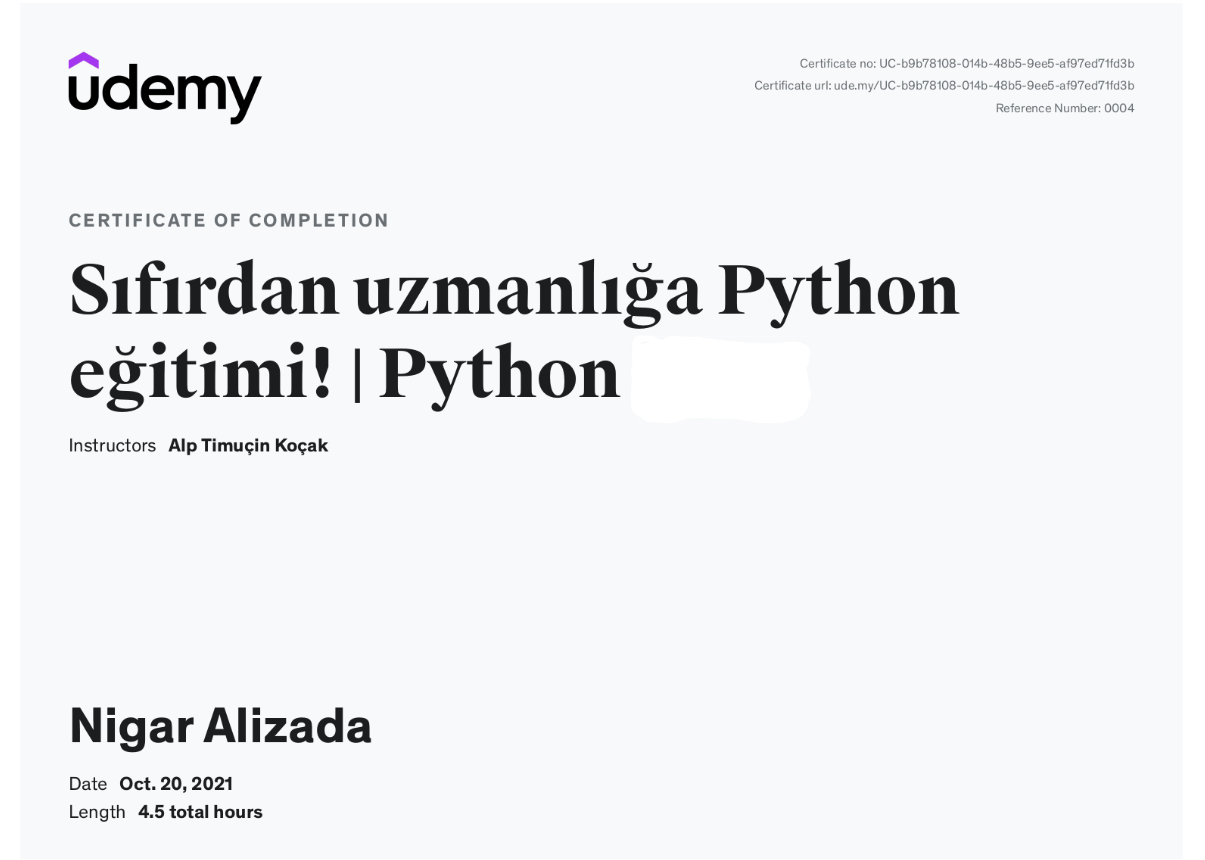 udemy
Certificate no: UC-b9b78108-014b-48b5-9ee5-af97ed71fd3b
Certificate url: ude.my/UC-b9b78108-014b-48b5-9ee5-af97ed71fd3b
Reference Number: 0004
CERTIFICATE OF COMPLETION
Sıfırdan uzmanlığa Python
eğitimi! | Python
Instructors Alp Timuçin Koçak
Nigar Alizada
Date Oct. 20, 2021
Length 4.5 total hours